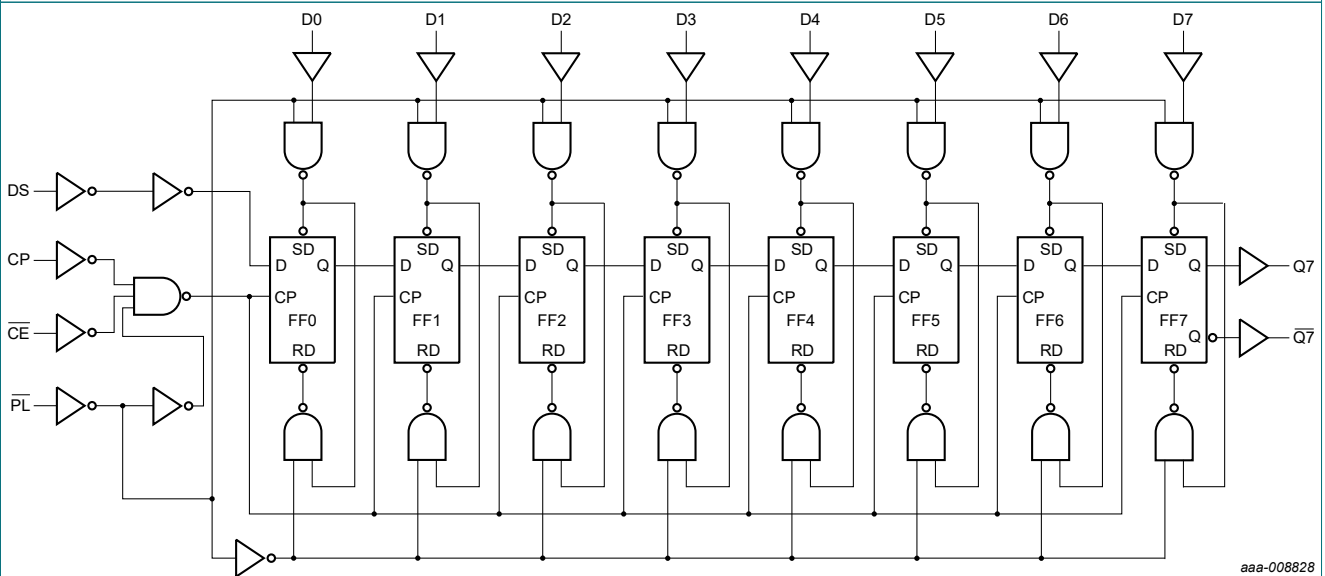 D0 D1 D2 D3 D4 D5 D6 D7
DS
CP
CE
PL
SD SD SD SD SD SD SD SD
D Q D Q D Q D Q D Q D Q D Q D Q Q7
CP CP CP CP CP CP CP CP
FF0 FF1 FF2 FF3 FF4 FF5 FF6 FF7
Q Q7
RD RD RD RD RD RD RD RD
aaa-008828